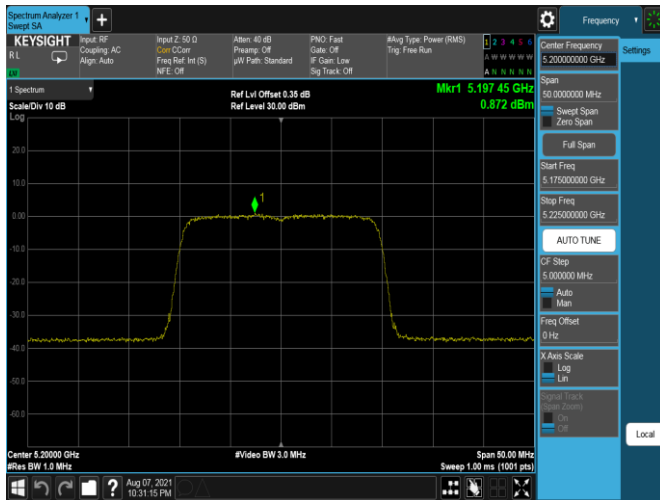 Spectrum Analyzer 1
Swept SA
Frequency
KEYSIGHT
RL
Input: RF
Coupling: AC
Align: Auto
Input Z: 50 Ω
Corr CCorr
Freq Ref: Int (S)
NFE: Off
Atten: 40 dB
Preamp: Off
µW Path: Standard
PNO: Fast
Gate: Off
IF Gain: Low
Sig Track: Off
#Avg Type: Power (RMS)
Trig: Free Run
1 2 3 4 5 6
A W W W W W
A N N N N N
1 Spectrum
Scale/Div 10 dB
Log
Ref Lvl Offset 0.35 dB
Ref Level 30.00 dBm
Mkr1 5.197 45 GHz
0.872 dBm
1
20.0
10.0
0.00
-10.0
-20.0
-30.0
-40.0
-50.0
-60.0
Center 5.20000 GHz
#Res BW 1.0 MHz
#Video BW 3.0 MHz
Span 50.00 MHz
Sweep 1.00 ms (1001 pts)
Aug 07, 2021
10:31:15 PM
Center Frequency
5.200000000 GHz
Settings
Span
50.0000000 MHz
Swept Span
Zero Span
Full Span
Start Freq
5.175000000 GHz
Stop Freq
5.225000000 GHz
AUTO TUNE
CF Step
5.000000 MHz
Auto
Man
Freq Offset
0 Hz
X Axis Scale
Log
Lin
Signal Track
(Span Zoom)
On
Off
Local